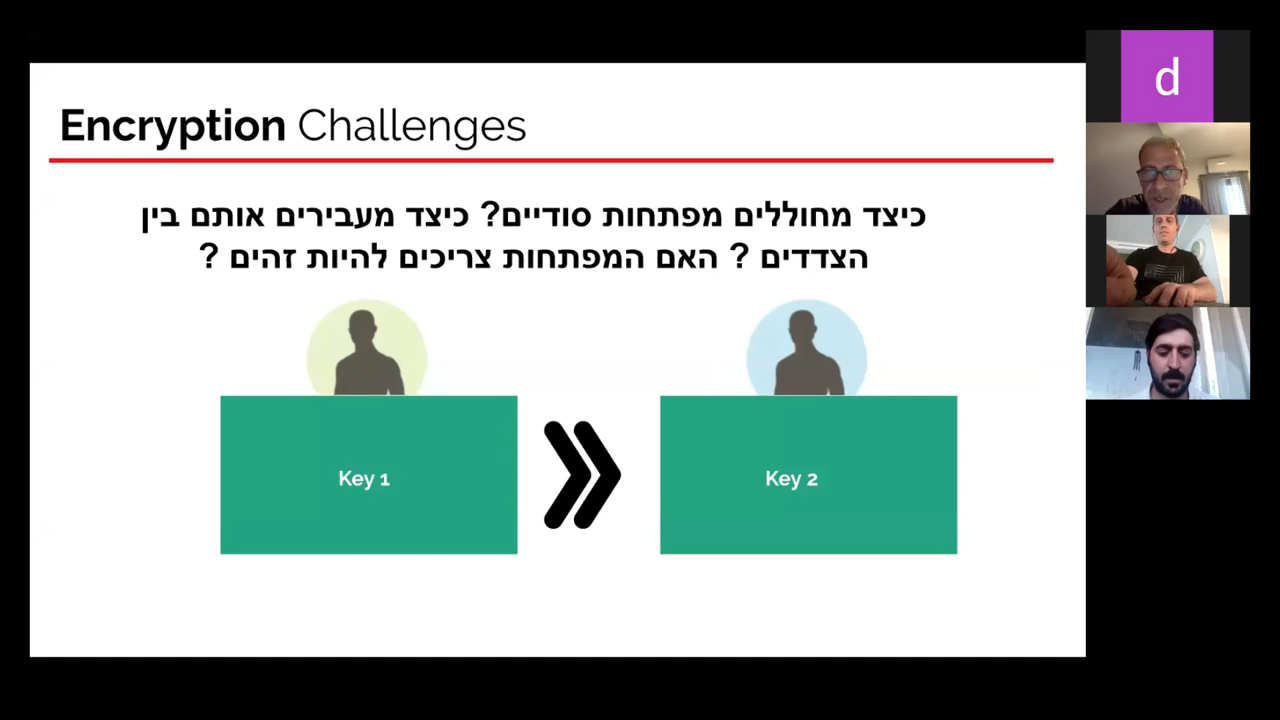 Encryption Challenges
כיצד מחוללים מפתחות סודיים? כיצד מעבירים אותם בין
הצדדים ? האם המפתחות צריכים להיות זהים ?
Key 1
Key 2
d